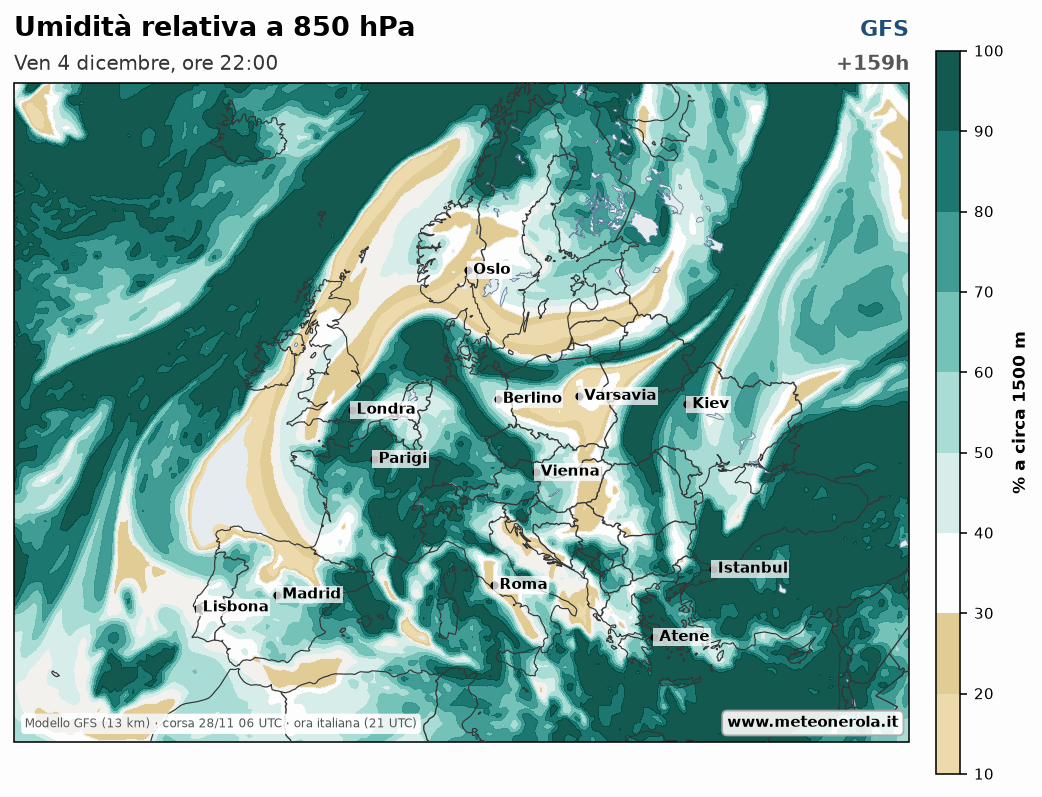 Umidità relativa a 850 hPa
GFS
Ven 4 dicembre, ore 22:00
+159h
100
90
80
70
60
50
40
30
20
10
% a circa 1500 m
Oslo
Berlino
Varsavia
Kiev
Londra
Parigi
Vienna
Istanbul
Roma
Madrid
Lisbona
Atene
Modello GFS (13 km) · corsa 28/11 06 UTC · ora italiana (21 UTC)
www.meteonerola.it